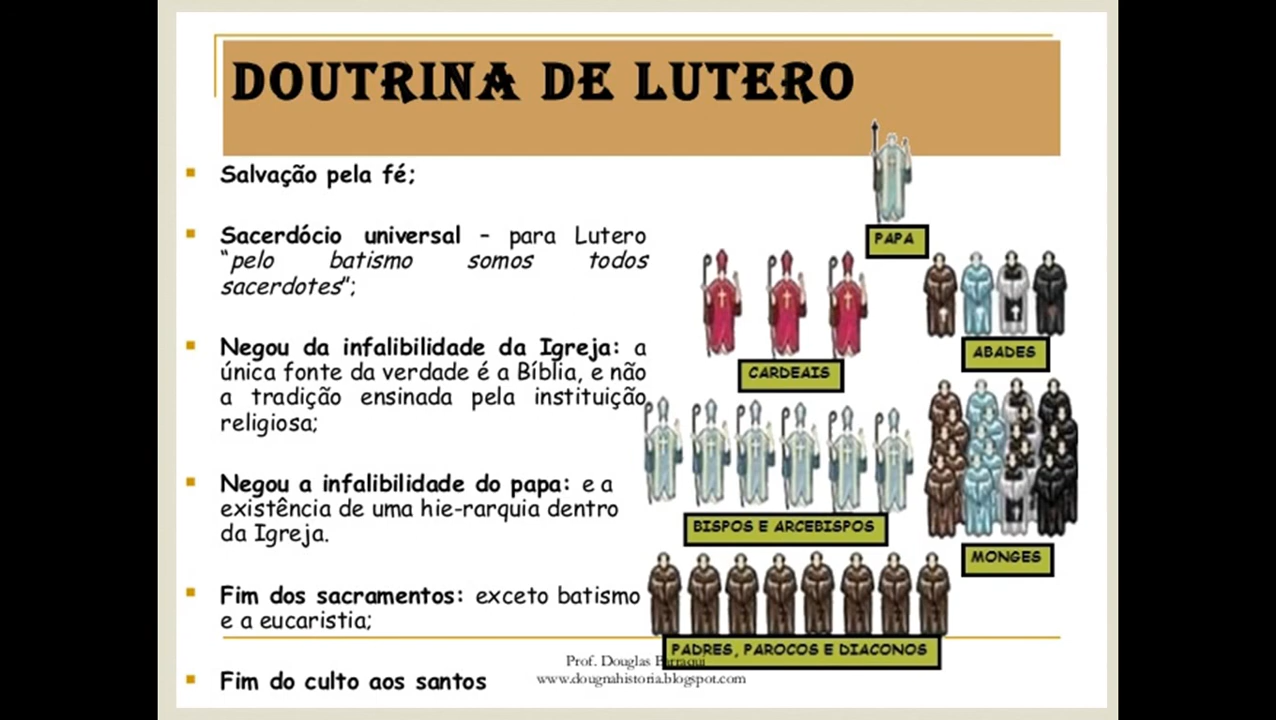 DOUTRINA DE LUTERO
Salvação pela fé;
Sacerdócio universal – para Lutero
"pelo batismo somos todos
sacerdotes";
Negou da infalibilidade da Igreja: a
única fonte da verdade é a Bíblia, e não
a tradição ensinada pela instituição
religiosa;
Negou a infalibilidade do papa: e a
existência de uma hie-rarquia dentro
da Igreja.
Fim dos sacramentos: exceto batismo
e a eucaristia;
Fim do culto aos santos
PAPA
CARDEAIS
ABADES
BISPOS E ARCEBISPOS
MONGES
PADRES, PAROCOS E DIACONOS
Prof. Douglas Barraqui
www.dougnahistoria.blogspot.com